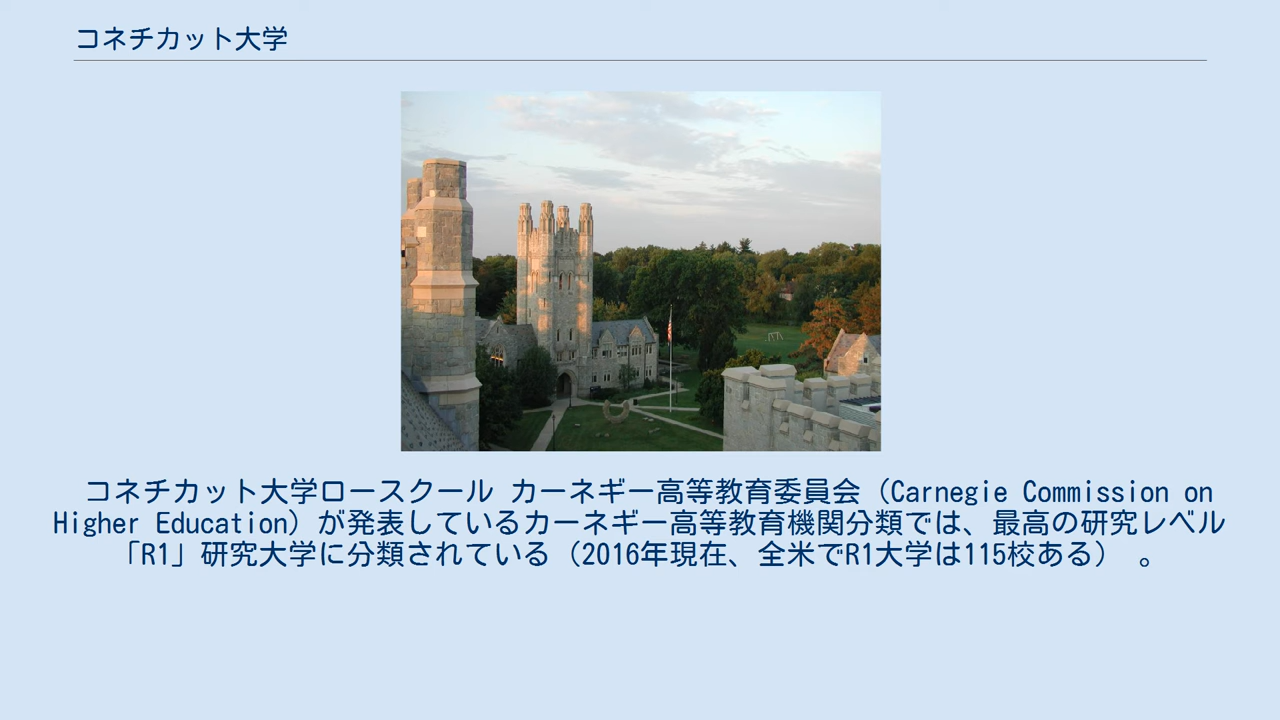 コネチカット大学
コネチカット大学ロースクール カーネギー高等教育委員会（Carnegie Commission on
Higher Education）が発表しているカーネギー高等教育機関分類では、最高の研究レベル
「R1」研究大学に分類されている（2016年現在、全米でR1大学は115校ある） 。